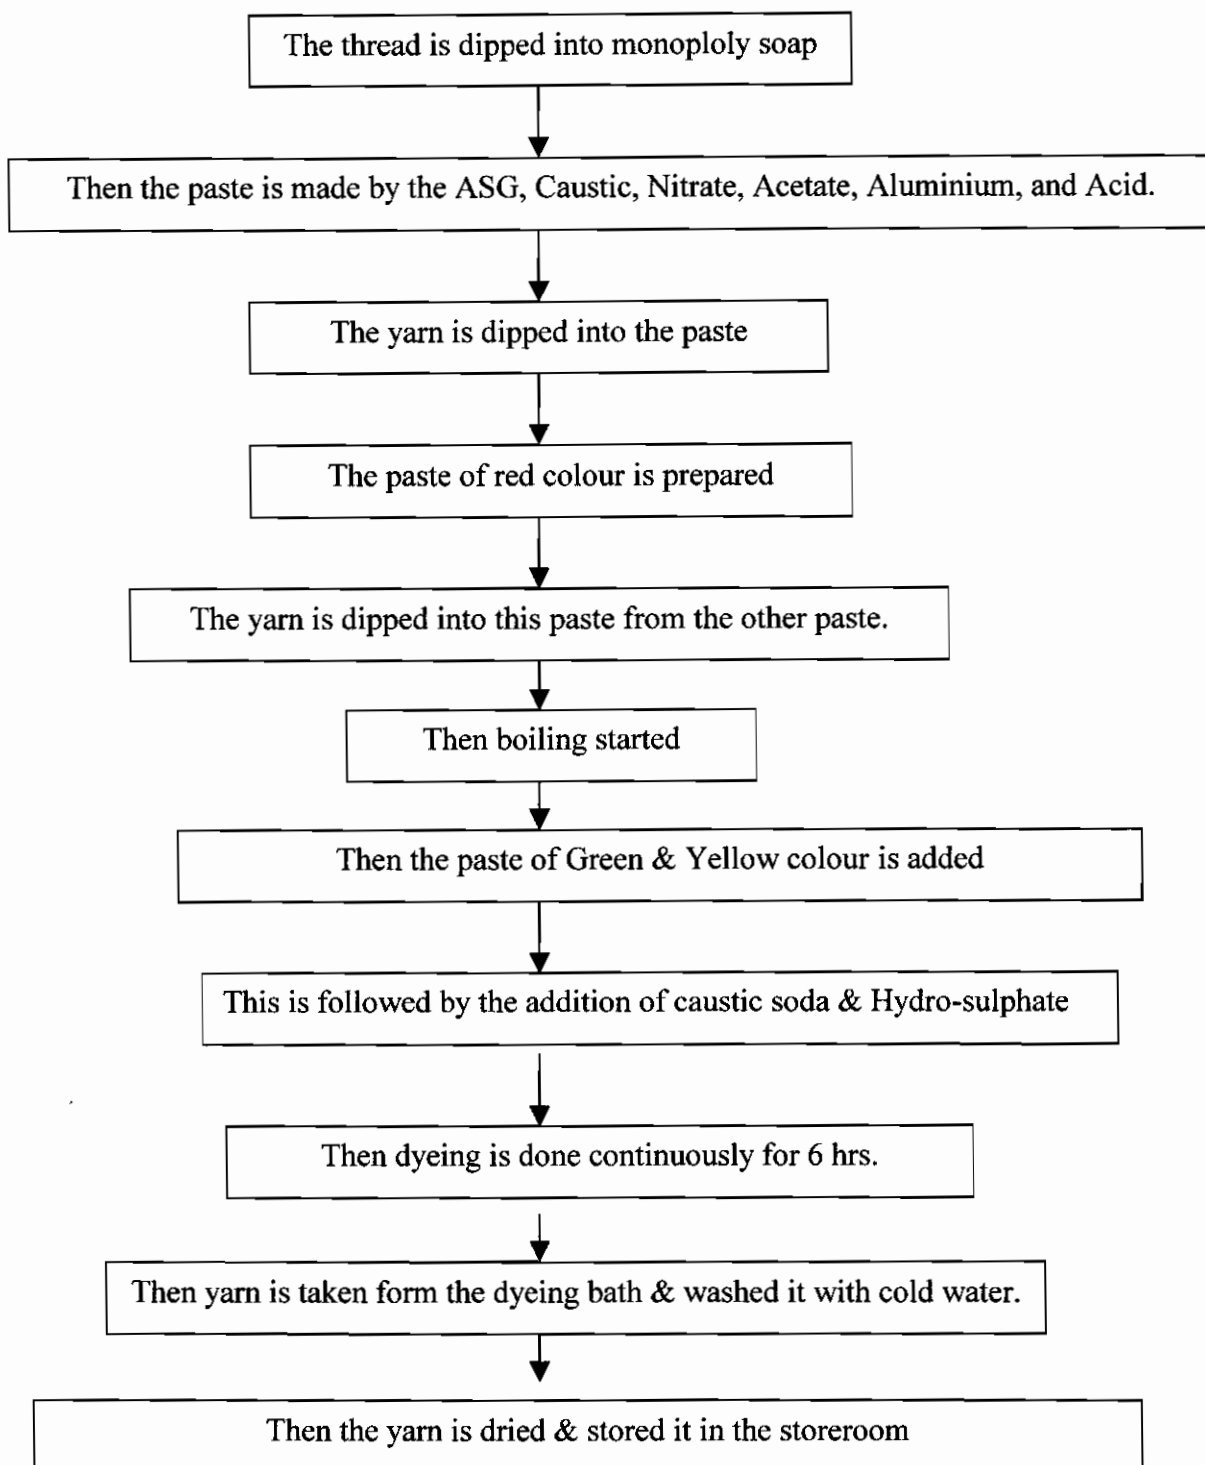 The thread is dipped into monoploly soap
Then the paste is made by the ASG, Caustic, Nitrate, Acetate, Aluminium, and Acid.
The yarn is dipped into the paste
The paste of red colour is prepared
The yarn is dipped into this paste from the other paste.
Then boiling started
Then the paste of Green & Yellow colour is added
This is followed by the addition of caustic soda & Hydro-sulphate
Then dyeing is done continuously for 6 hrs.
Then yarn is taken form the dyeing bath & washed it with cold water.
Then the yarn is dried & stored it in the storeroom